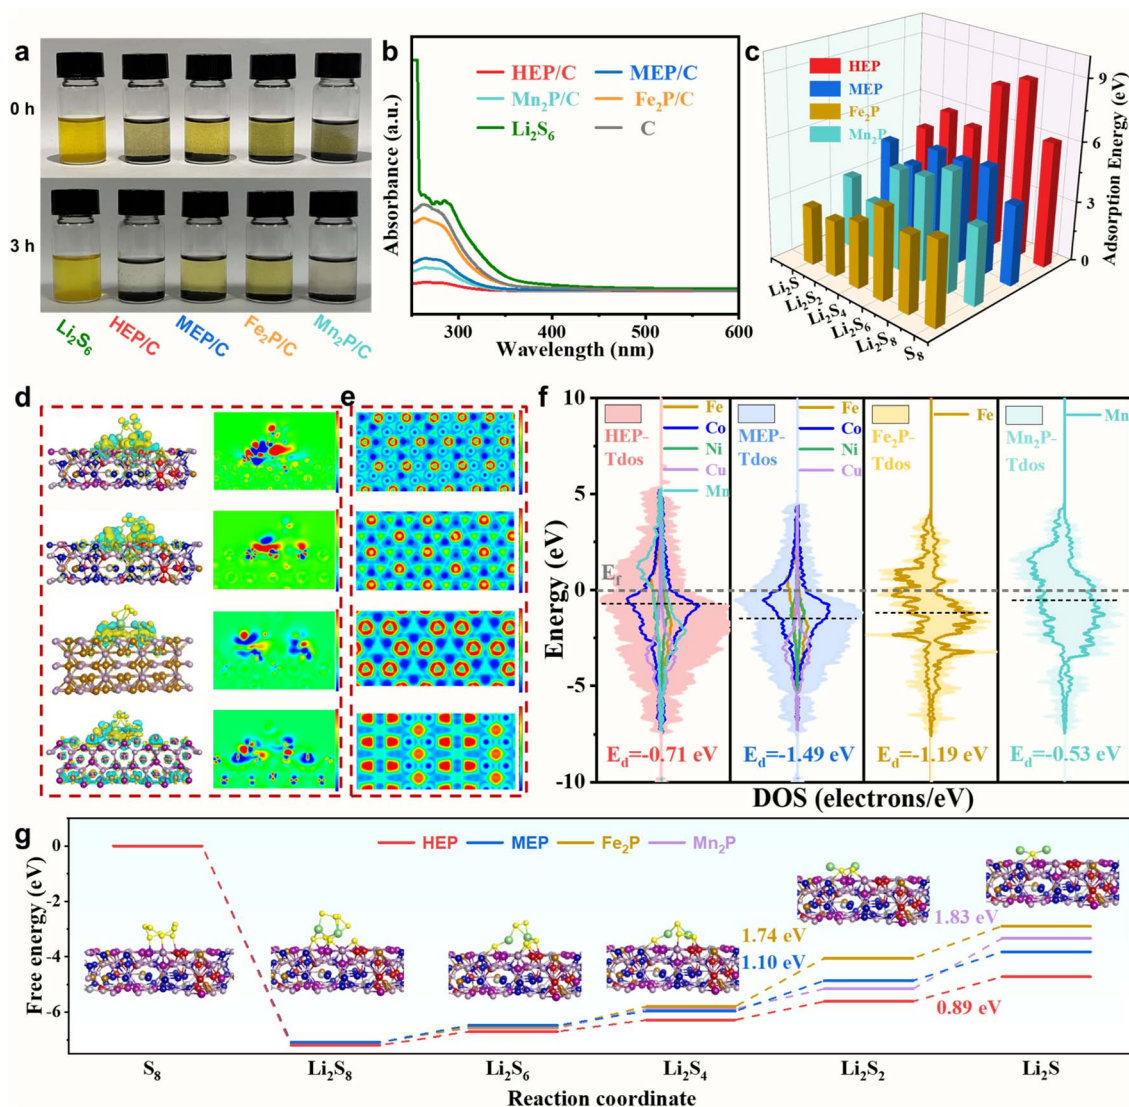 a
0 h
3 h
Li₂S₆
HEP/C
MEP/C
Fe₂P/C
Mn₂P/C
b
Absorbance (a.u.)
HEP/C
MEP/C
Mn₂P/C
Fe₂P/C
Li₂S₆
C
300
400
500
600
Wavelength (nm)
c
HEP
MEP
Fe₂P
Mn₂P
9
6
3
0
Adsorption Energy (eV)
Li₂S
Li₂S₂
Li₂S₄
Li₂S₆
Li₂S₈
S₈
d
e
f
Energy (eV)
10
5
0
-5
-10
HEP-
Tdos
Fe
Co
Ni
Cu
Mn
E_f
E_d=-0.71 eV
MEP-
Tdos
Fe
Co
Ni
Cu
E_d=-1.49 eV
Fe₂P-
Tdos
Fe
E_d=-1.19 eV
Mn₂P-
Tdos
Mn
E_d=-0.53 eV
DOS (electrons/eV)
g
Free energy (eV)
0
-2
-4
-6
HEP
MEP
Fe₂P
Mn₂P
1.74 eV
1.10 eV
1.83 eV
0.89 eV
S₈
Li₂S₈
Li₂S₆
Li₂S₄
Li₂S₂
Li₂S
Reaction coordinate